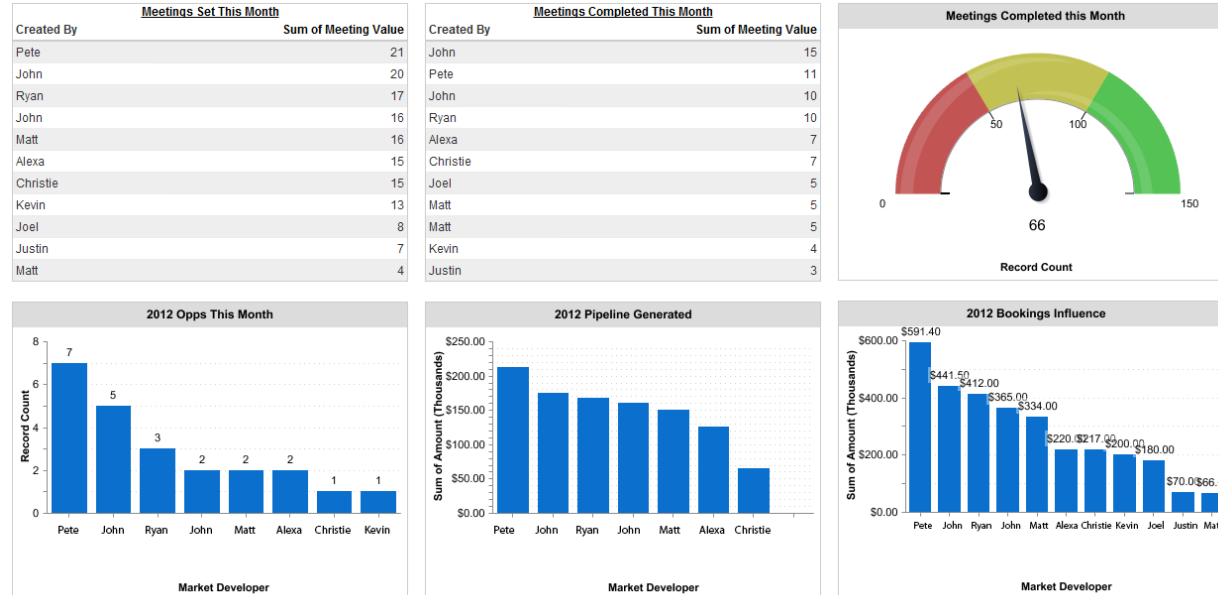 Meetings Set This Month
Created By Sum of Meeting Value
Pete 21
John 20
Ryan 17
John 16
Matt 16
Alexa 15
Christie 15
Kevin 13
Joel 8
Justin 7
Matt 4
Meetings Completed This Month
Created By Sum of Meeting Value
John 15
Pete 11
John 10
Ryan 10
Alexa 7
Christie 7
Joel 5
Matt 5
Matt 5
Kevin 4
Justin 3
Meetings Completed this Month
50 100
0 150
66
Record Count
2012 Opps This Month
Record Count
8
6
4
2
0
7
5
3
2
2
2
1
1
Pete John Ryan John Matt Alexa Christie Kevin
Market Developer
2012 Pipeline Generated
Sum of Amount (Thousands)
$250.00
$200.00
$150.00
$100.00
$50.00
$0.00
Pete John Ryan John Matt Alexa Christie
Market Developer
2012 Bookings Influence
Sum of Amount (Thousands)
$600.00
$400.00
$200.00
$0.00
$591.40
$441.50
$412.00
$365.00
$334.00
$220.00
$217.00
$200.00
$180.00
$70.00
$66.
Pete John Ryan John Matt Alexa Christie Kevin Joel Justin Mat
Market Developer